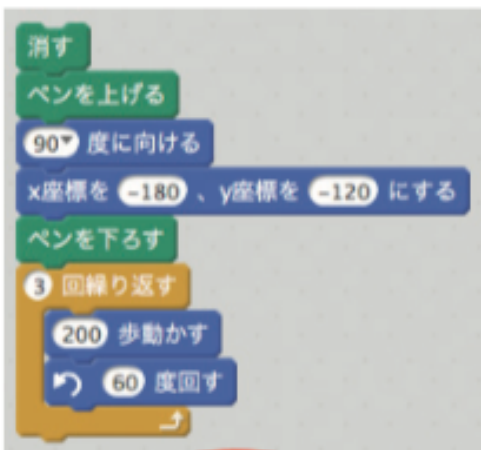 消す
ペンを上げる
90 度に向ける
x座標を -180 、y座標を -120 にする
ペンを下ろす
3 回繰り返す
200 歩動かす
60 度回す